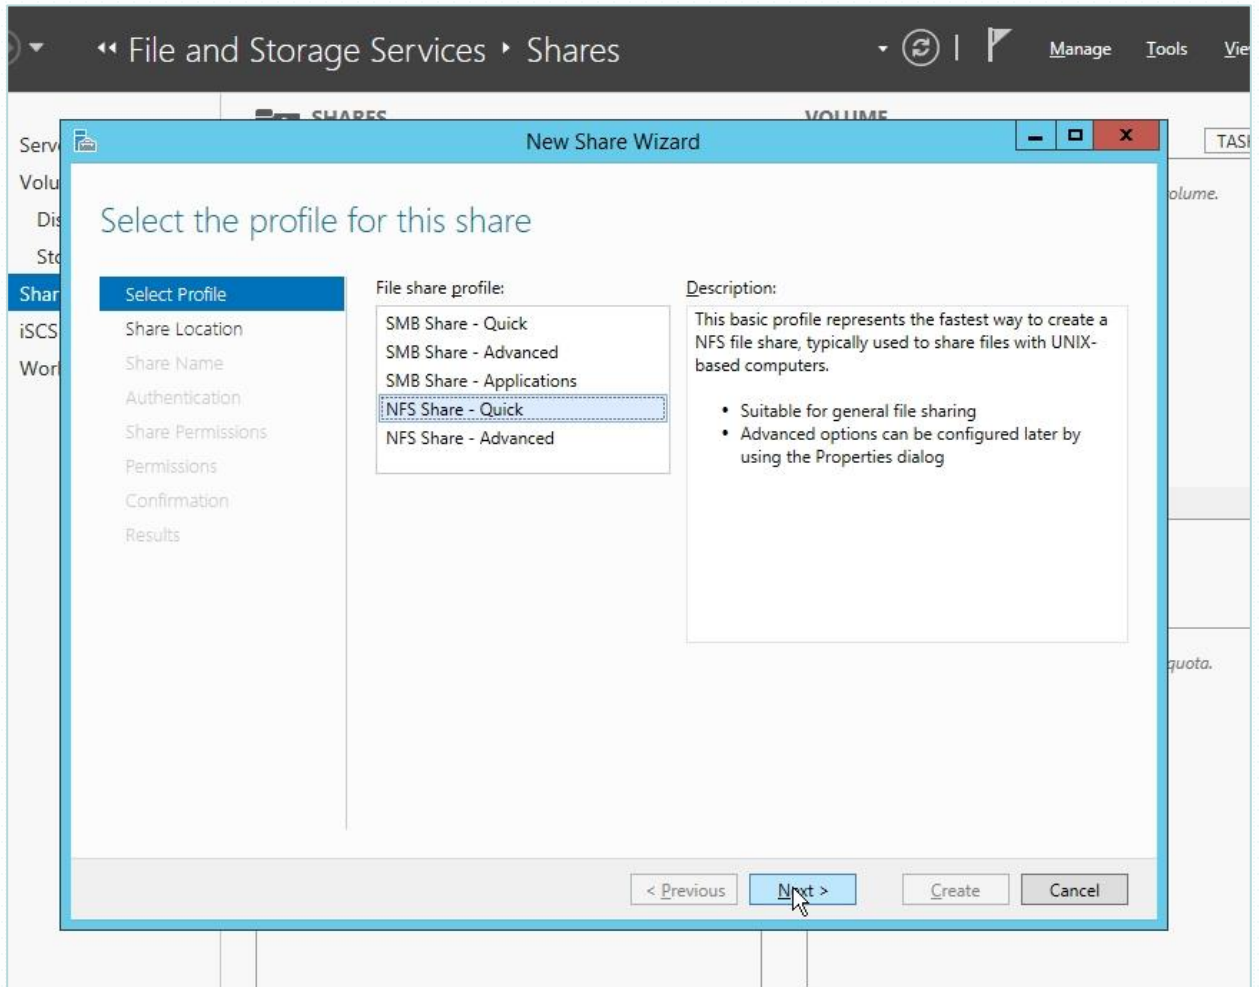 File and Storage Services ‣ Shares
Manage Tools
SHARES
VOLUME
New Share Wizard
olume.
Select the profile for this share
Select Profile
Share Location
Share Name
Authentication
Share Permissions
Permissions
Confirmation
Results
File share profile:
SMB Share - Quick
SMB Share - Advanced
SMB Share - Applications
NFS Share - Quick
NFS Share - Advanced
Description:
This basic profile represents the fastest way to create a
NFS file share, typically used to share files with UNIX-
based computers.
• Suitable for general file sharing
• Advanced options can be configured later by
using the Properties dialog
quota.
< Previous
Next >
Create
Cancel